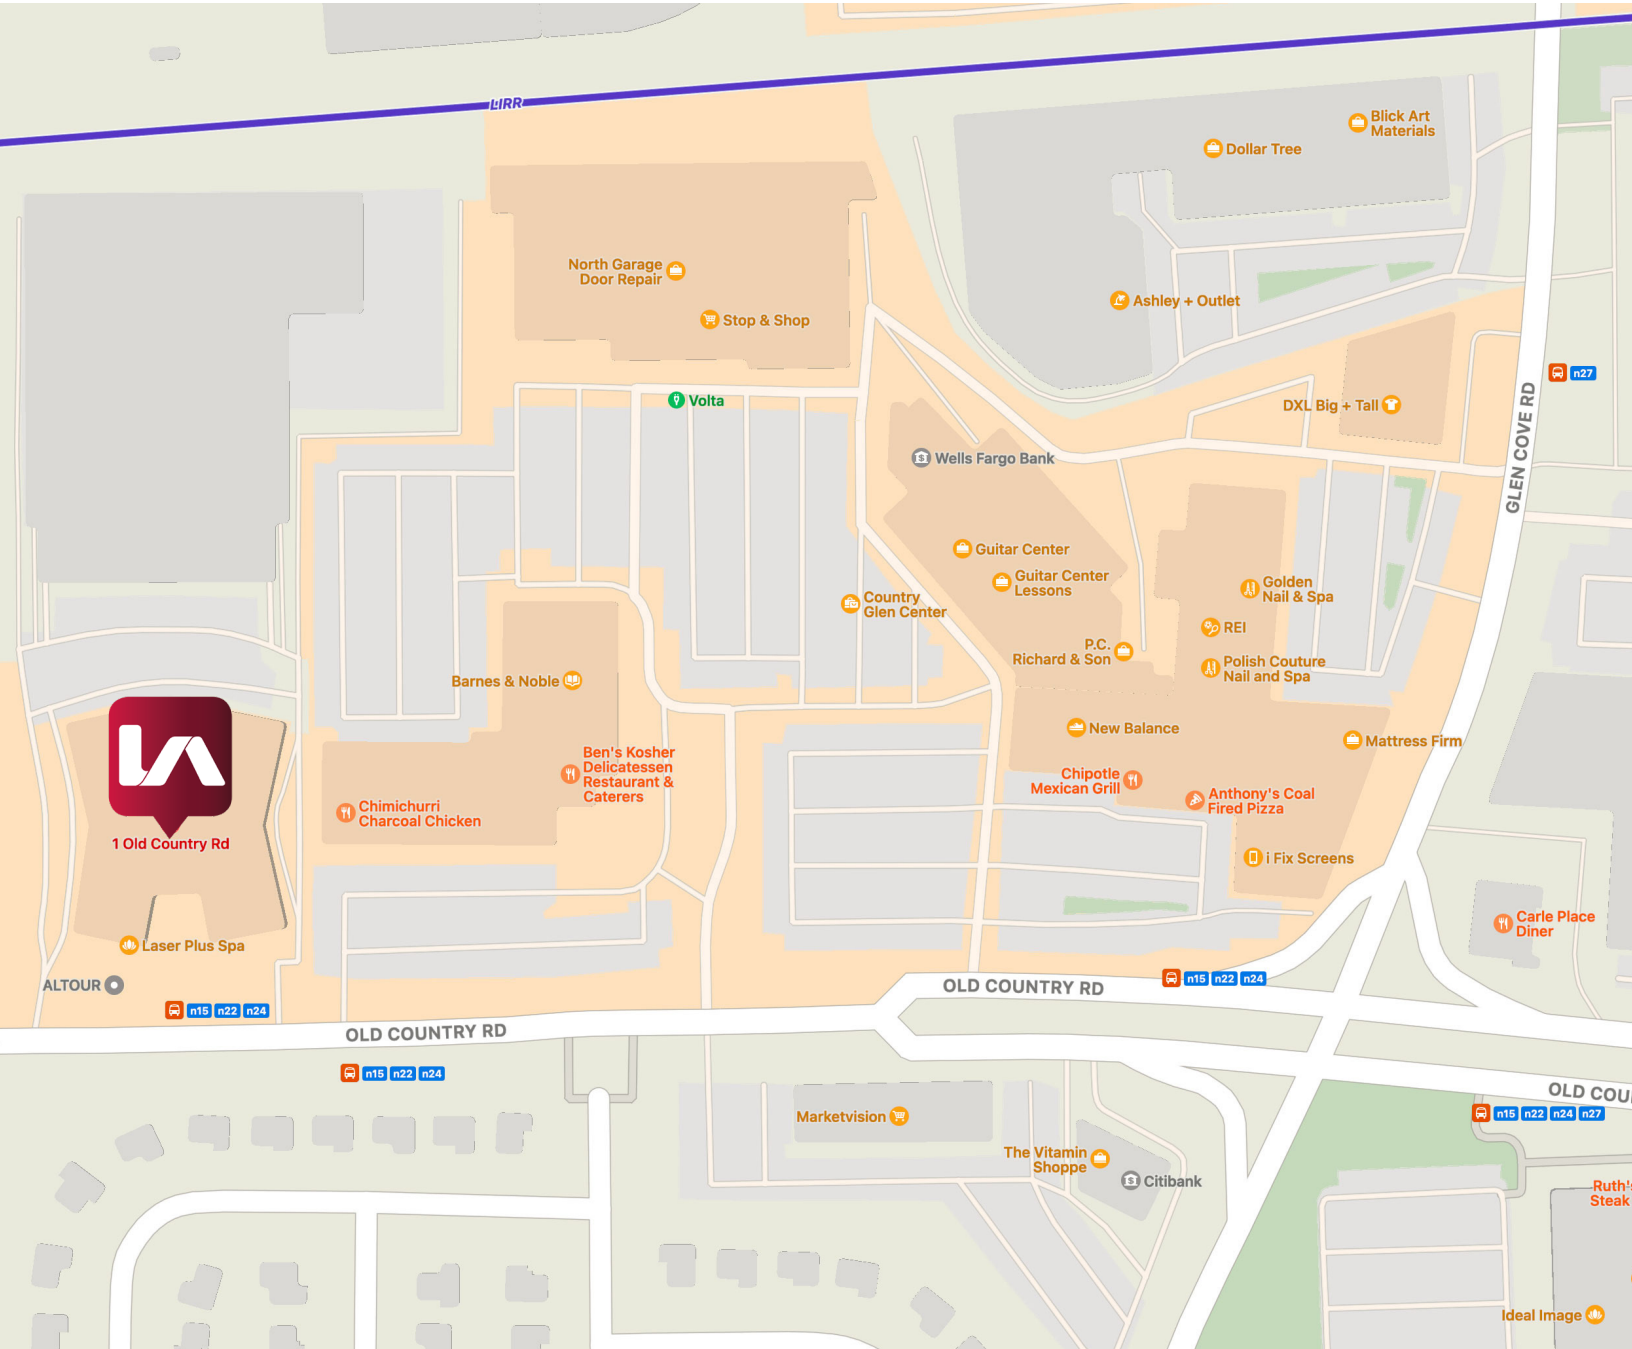 LIRR
Blick Art
Materials
Dollar Tree
North Garage
Door Repair
Ashley + Outlet
Stop & Shop
n27
Volta
DXL Big + Tall
GLEN COVE RD
Wells Fargo Bank
Guitar Center
Guitar Center
Lessons
Golden
Nail & Spa
Country
Glen Center
REI
P.C.
Richard & Son
Polish Couture
Nail and Spa
Barnes & Noble
LA
New Balance
Mattress Firm
Ben's Kosher
Delicatessen
Restaurant &
Caterers
Chipotle
Mexican Grill
Anthony's Coal
Fired Pizza
Chimichurri
Charcoal Chicken
1 Old Country Rd
i Fix Screens
Carle Place
Diner
Laser Plus Spa
ALTOUR
OLD COUNTRY RD
n15 n22 n24
n15 n22 n24
OLD COUNTRY RD
n15 n22 n24
OLD COU
n15 n22 n24 n27
Marketvision
The Vitamin
Shoppe
Citibank
Ruth's
Steak
Ideal Image